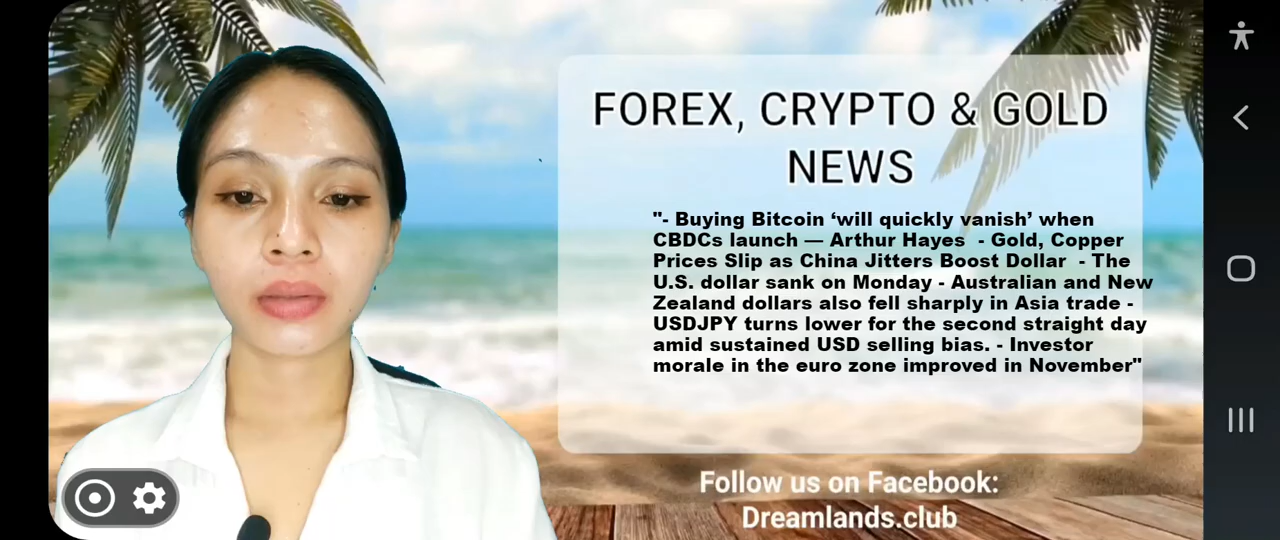 FOREX, CRYPTO & GOLD
NEWS
"- Buying Bitcoin ‘will quickly vanish’ when
CBDCs launch — Arthur Hayes  - Gold, Copper
Prices Slip as China Jitters Boost Dollar  - The
U.S. dollar sank on Monday - Australian and New
Zealand dollars also fell sharply in Asia trade -
USDJPY turns lower for the second straight day
amid sustained USD selling bias. - Investor
morale in the euro zone improved in November"
Follow us on Facebook:
Dreamlands.club